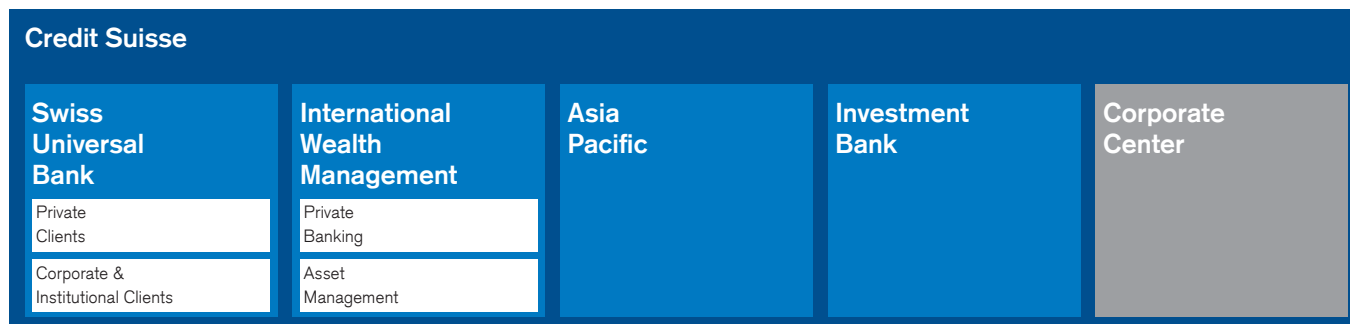 Credit Suisse
Swiss
Universal
Bank
Private
Clients
Corporate &
Institutional Clients
International
Wealth
Management
Private
Banking
Asset
Management
Asia
Pacific
Investment
Bank
Corporate
Center